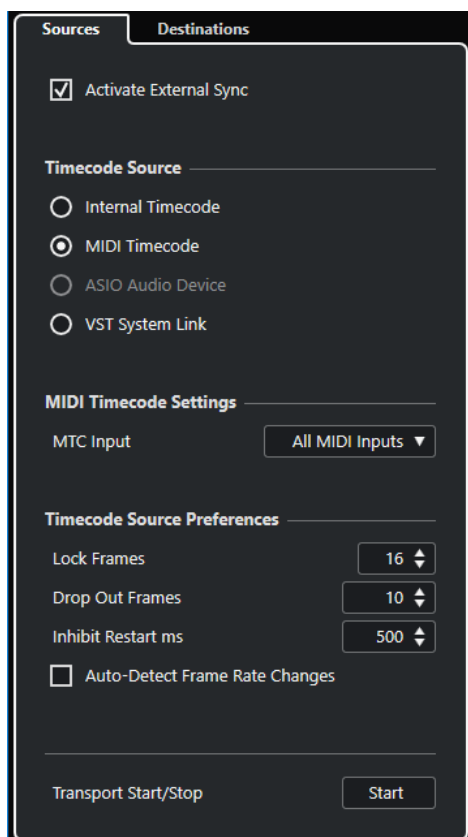 Sources Destinations
Activate External Sync
Timecode Source
Internal Timecode
MIDI Timecode
ASIO Audio Device
VST System Link
MIDI Timecode Settings
MTC Input All MIDI Inputs
Timecode Source Preferences
Lock Frames 16
Drop Out Frames 10
Inhibit Restart ms 500
Auto-Detect Frame Rate Changes
Transport Start/Stop Start